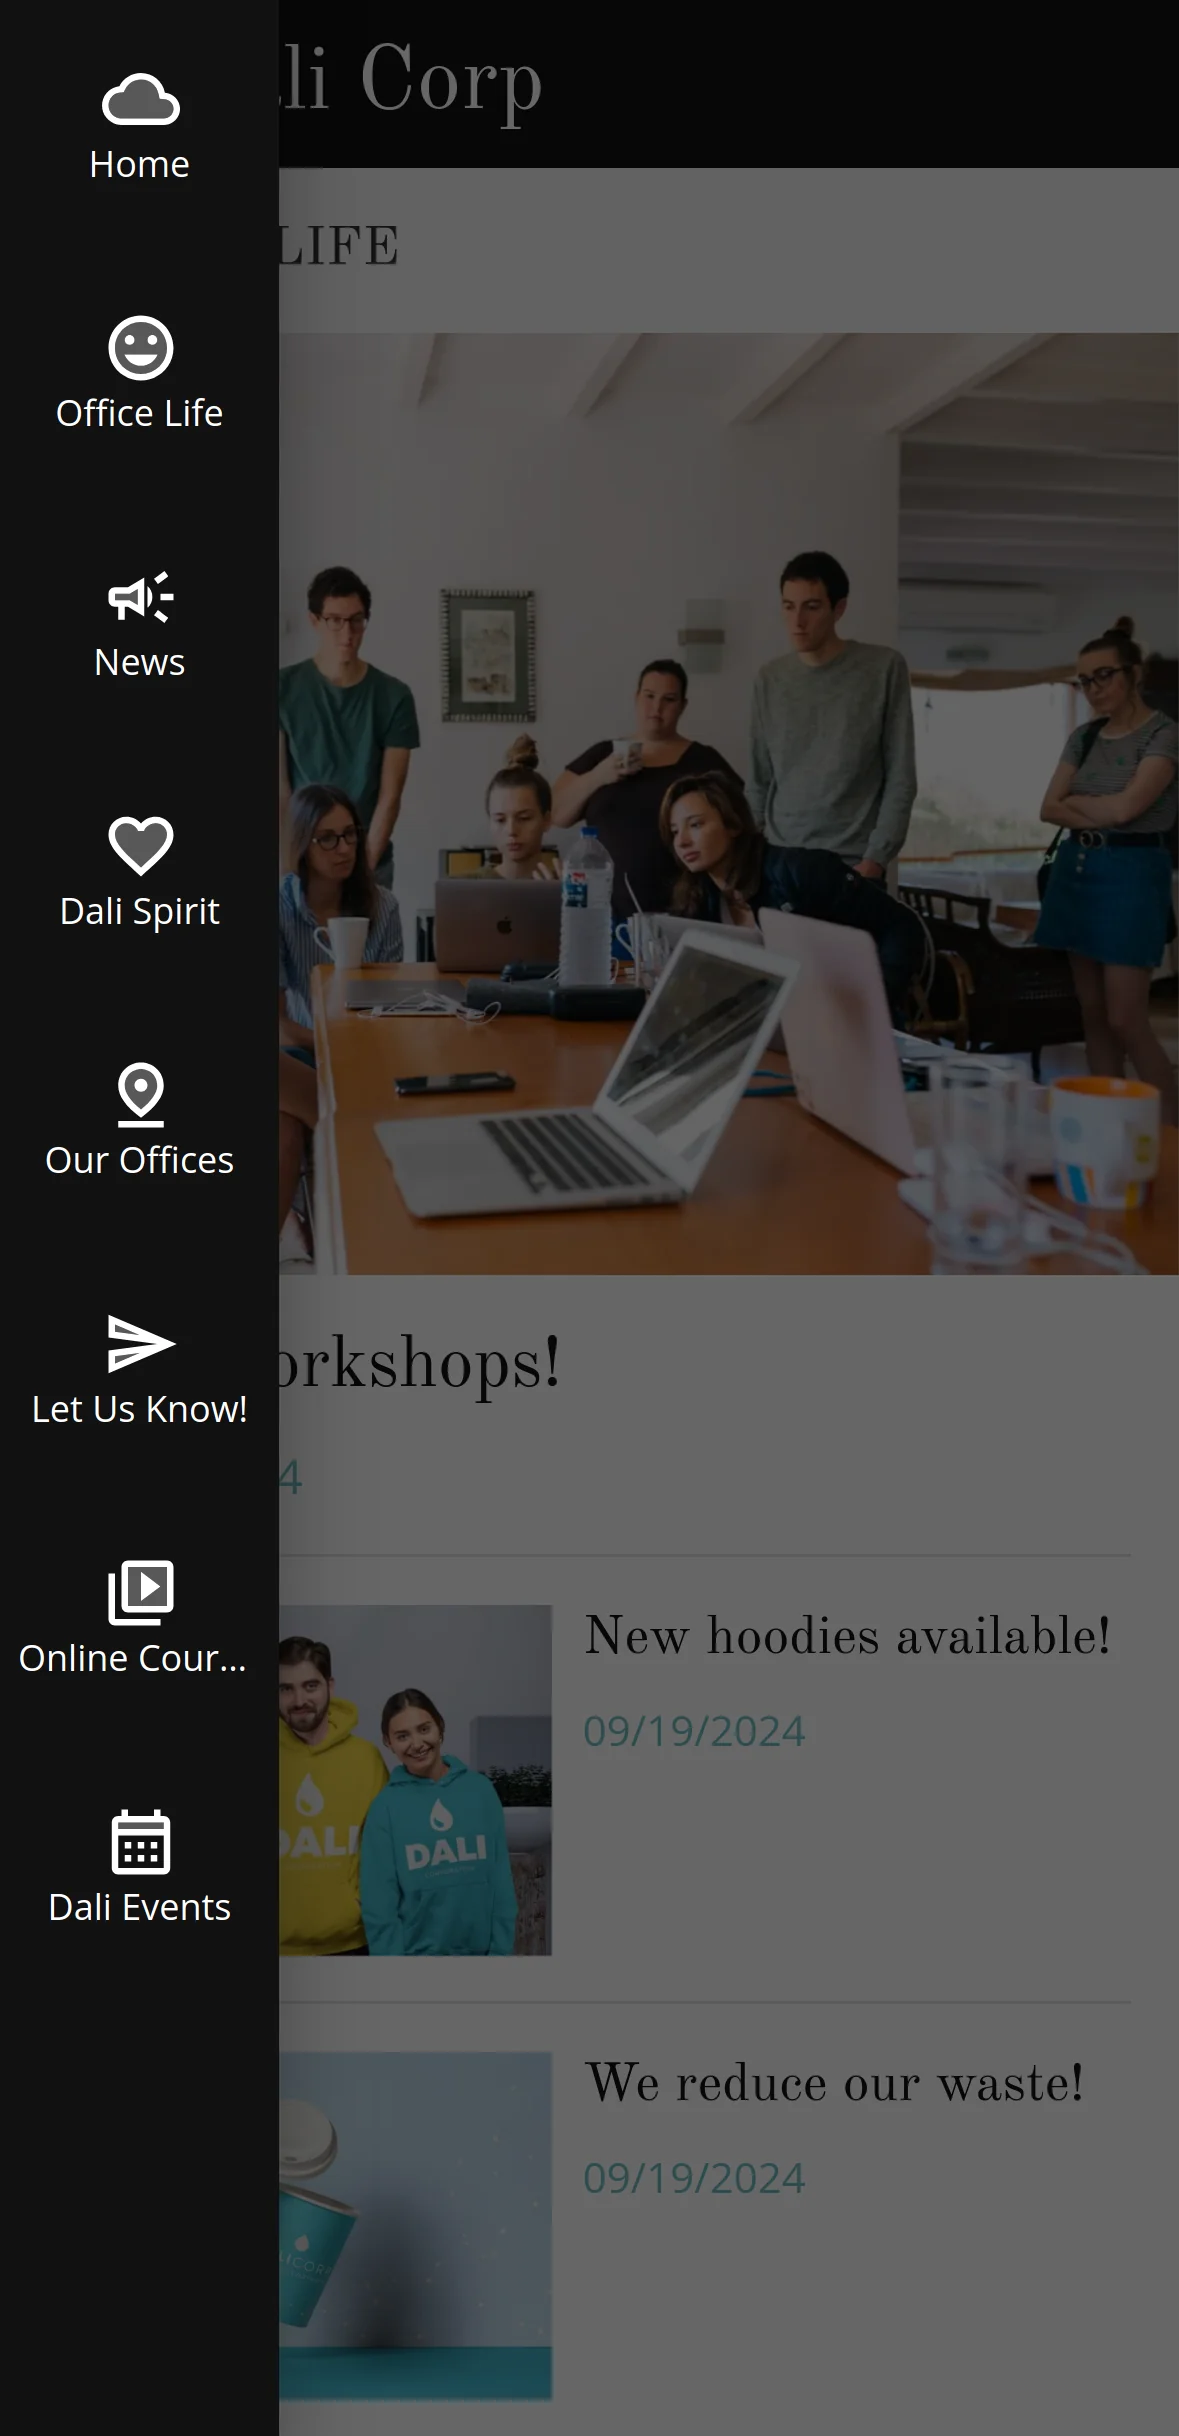 Home
Office Life
News
Dali Spirit
Our Offices
Let Us Know!
Online Cour...
Dali Events
li Corp
LIFE
orkshops!
4
New hoodies available!
09/19/2024
DALI
DALI
We reduce our waste!
09/19/2024